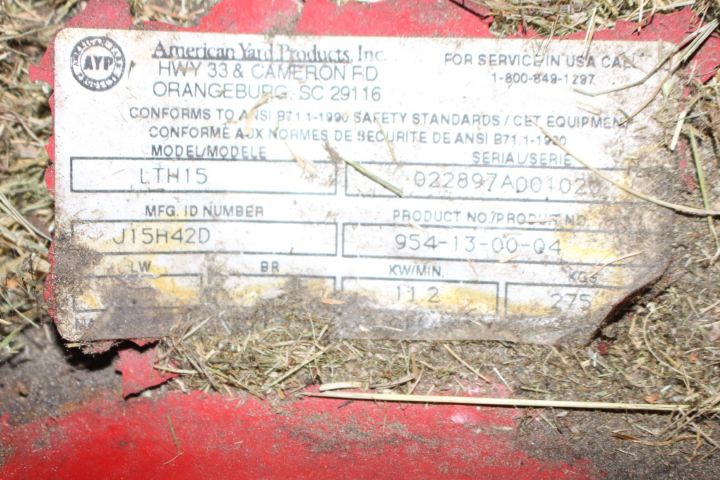 American Yard Products, Inc.
HWY 33 & CAMERON RD
ORANGEBURG, SC 29116
AYP
FOR SERVICE IN USA CALL
1-800-849-1297
CONFORMS TO ANSI B71.1-1990 SAFETY STANDARDS / CET EQUIPMENT
CONFORME AUX NORMES DE SECURITE DE ANSI B71.1-1990
MODEL/MODELE SERIAL/SERIE
LTH15 022897A001020
MFG. ID NUMBER PRODUCT NO./PRODUIT NO.
J15H42D 954-13-00-04
LW BR KW/MIN. KGS
11.2 275